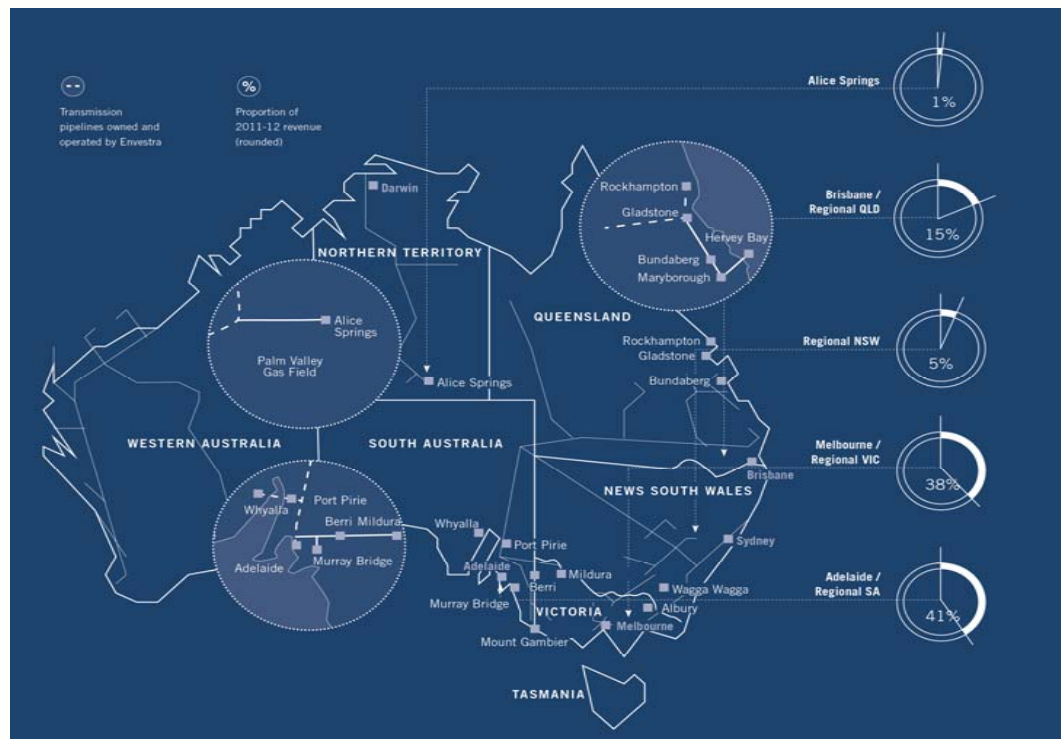 Transmission
pipelines owned and
operated by Envestra
%
Proportion of
2011-12 revenue
(rounded)
Alice Springs
1%
Darwin
NORTHERN TERRITORY
Rockhampton
Gladstone
Hervey Bay
Bundaberg
Maryborough
Brisbane /
Regional QLD
15%
Alice
Springs
Palm Valley
Gas Field
Alice Springs
QUEENSLAND
Rockhampton
Gladstone
Bundaberg
Regional NSW
5%
WESTERN AUSTRALIA
SOUTH AUSTRALIA
Brisbane
NEWS SOUTH WALES
Melbourne /
Regional VIC
38%
Whyalla
Port Pirie
Berri Mildura
Adelaide
Murray Bridge
Whyalla
Port Pirie
Adelaide
Berri
Mildura
Murray Bridge
VICTORIA
Mount Gambier
Sydney
Wagga Wagga
Albury
Melbourne
Adelaide /
Regional SA
41%
TASMANIA